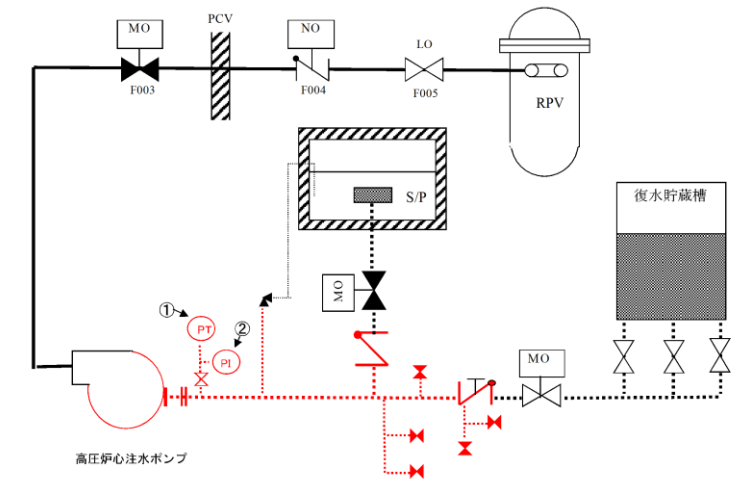 PCV
MO
NO
LO
F003
F004
F005
RPV
S/P
復水貯蔵槽
MO
①
②
PT
PI
MO
高圧炉心注水ポンプ